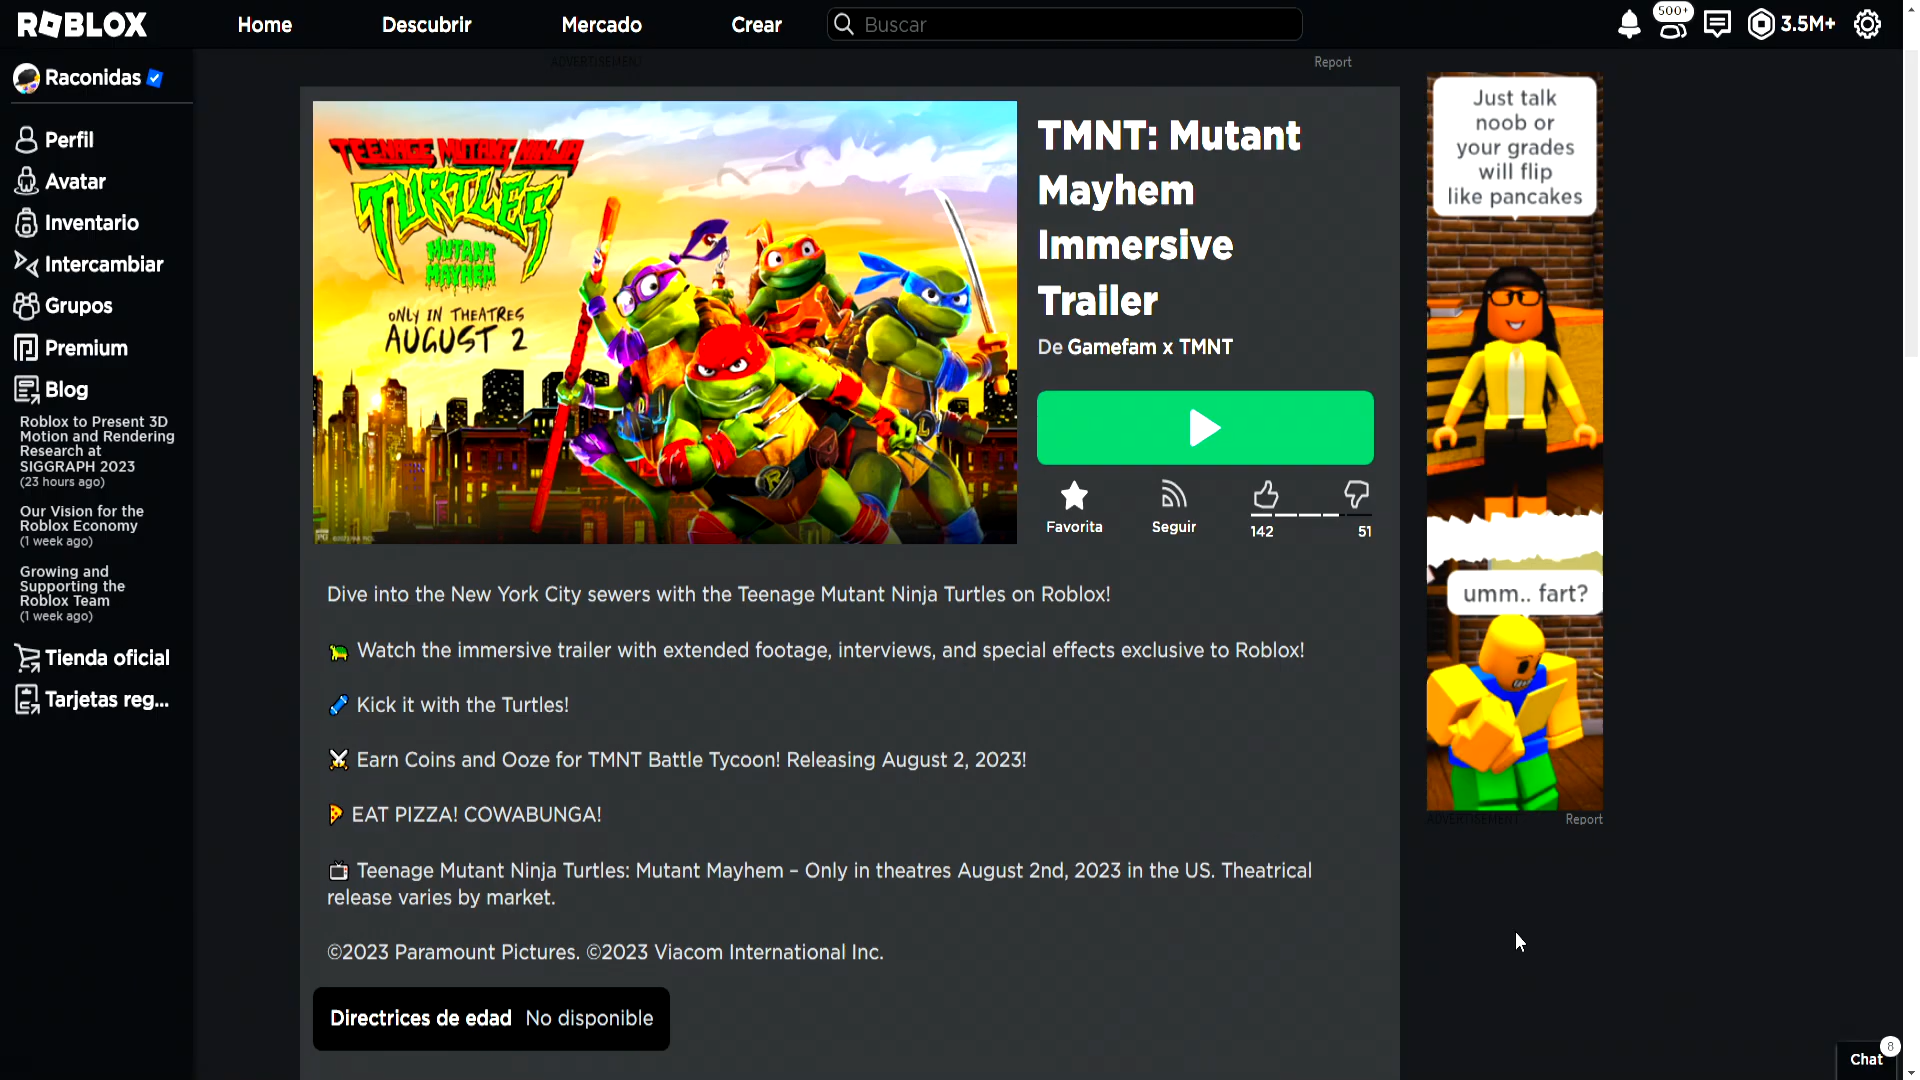 ROBLOX
Home
Descubrir
Mercado
Crear
Buscar
500+
3.5M+
Raconidas
Perfil
Avatar
Inventario
Intercambiar
Grupos
Premium
Blog
Roblox to Present 3D
Motion and Rendering
Research at
SIGGRAPH 2023
(23 hours ago)
Our Vision for the
Roblox Economy
(1 week ago)
Growing and
Supporting the
Roblox Team
(1 week ago)
Tienda oficial
Tarjetas reg...
ADVERTISEMENT
Report
TEENAGE MUTANT NINJA
TURTLES
MUTANT
MAYHEM
ONLY IN THEATRES
AUGUST 2
TMNT: Mutant
Mayhem
Immersive
Trailer
De Gamefam x TMNT
Favorita
Seguir
142
51
Dive into the New York City sewers with the Teenage Mutant Ninja Turtles on Roblox!
🐢 Watch the immersive trailer with extended footage, interviews, and special effects exclusive to Roblox!
Kick it with the Turtles!
⚔️ Earn Coins and Ooze for TMNT Battle Tycoon! Releasing August 2, 2023!
🍕 EAT PIZZA! COWABUNGA!
📺 Teenage Mutant Ninja Turtles: Mutant Mayhem – Only in theatres August 2nd, 2023 in the US. Theatrical
release varies by market.
©2023 Paramount Pictures. ©2023 Viacom International Inc.
Directrices de edad No disponible
Just talk
noob or
your grades
will flip
like pancakes
umm.. fart?
ADVERTISEMENT
Report
Chat
8